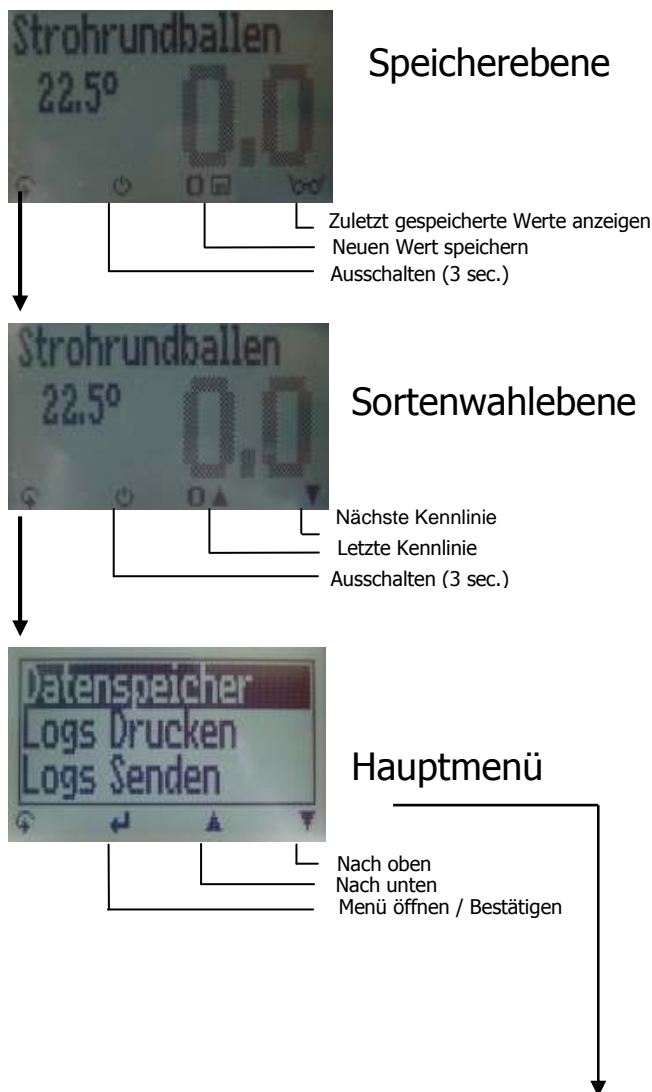 Strohrundballen
22.5º 0.0
Speicherebene
Zuletzt gespeicherte Werte anzeigen
Neuen Wert speichern
Ausschalten (3 sec.)
Strohrundballen
22.5º 0.0
Sortenwahlebene
Nächste Kennlinie
Letzte Kennlinie
Ausschalten (3 sec.)
Datenspeicher
Logs Drucken
Logs Senden
Hauptmenü
Nach oben
Nach unten
Menü öffnen / Bestätigen